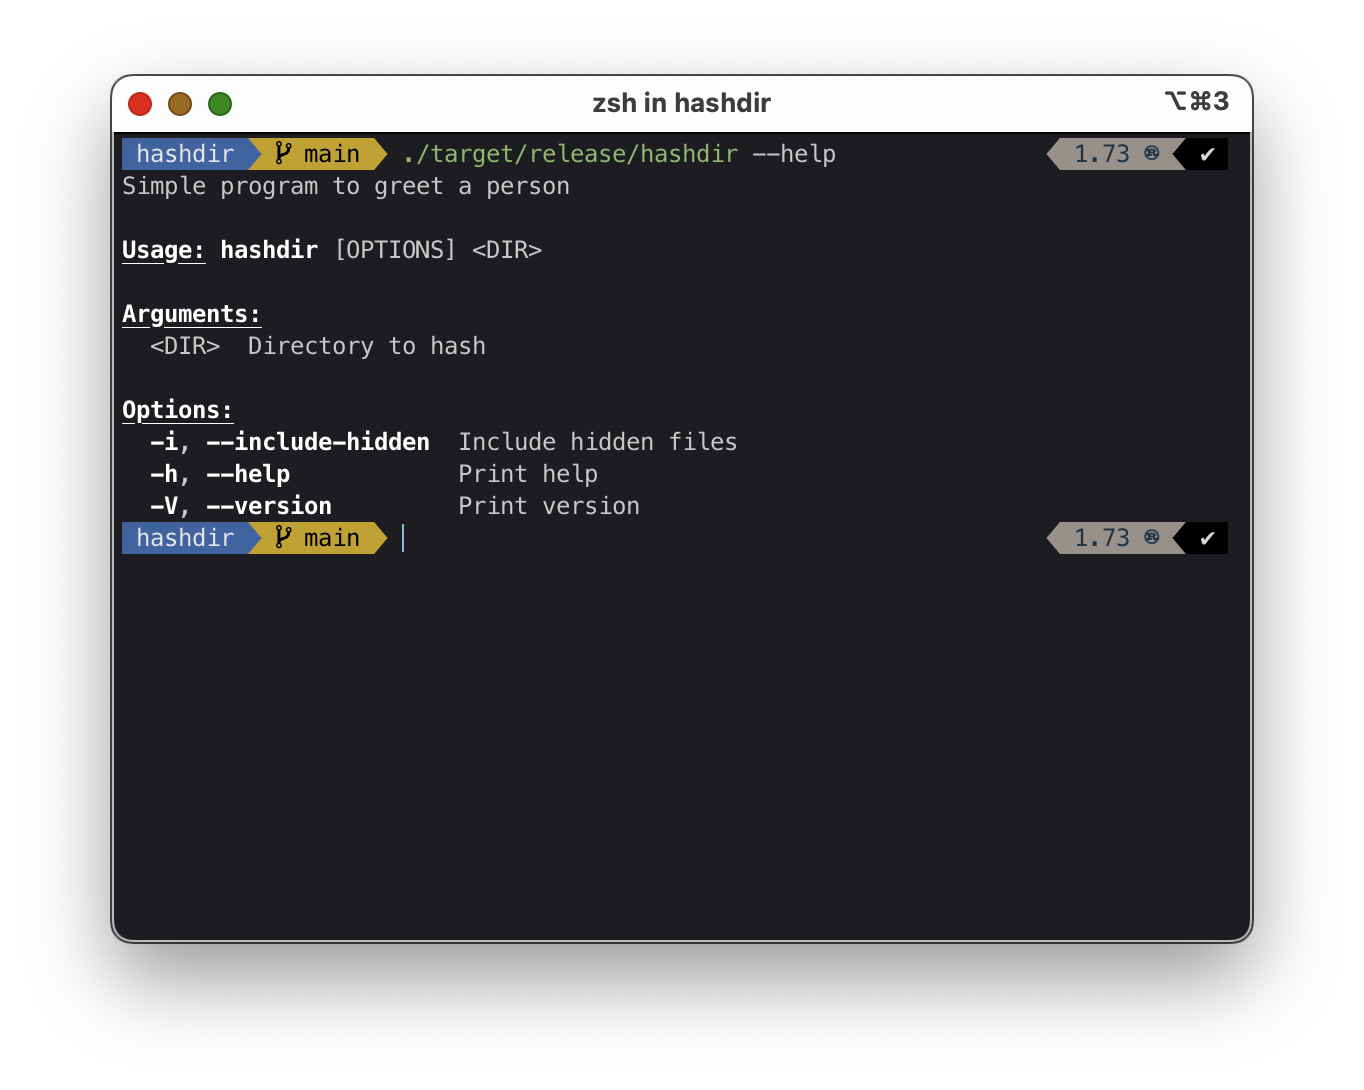 zsh in hashdir ⌥⌘3
hashdir main ./target/release/hashdir --help 1.73 ✔
Simple program to greet a person
Usage: hashdir [OPTIONS] <DIR>
Arguments:
<DIR> Directory to hash
Options:
-i, --include-hidden Include hidden files
-h, --help Print help
-V, --version Print version
hashdir main 1.73 ✔